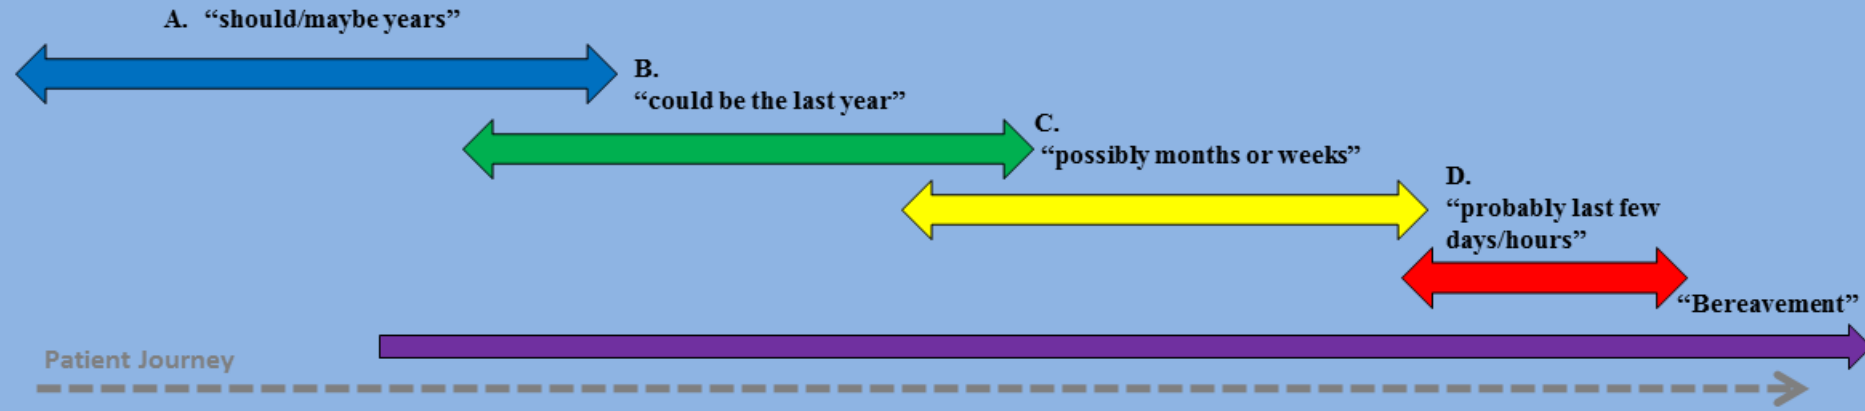 A. “should/maybe years”
B.
“could be the last year”
C.
“possibly months or weeks”
D.
“probably last few
days/hours”
“Bereavement”
Patient Journey